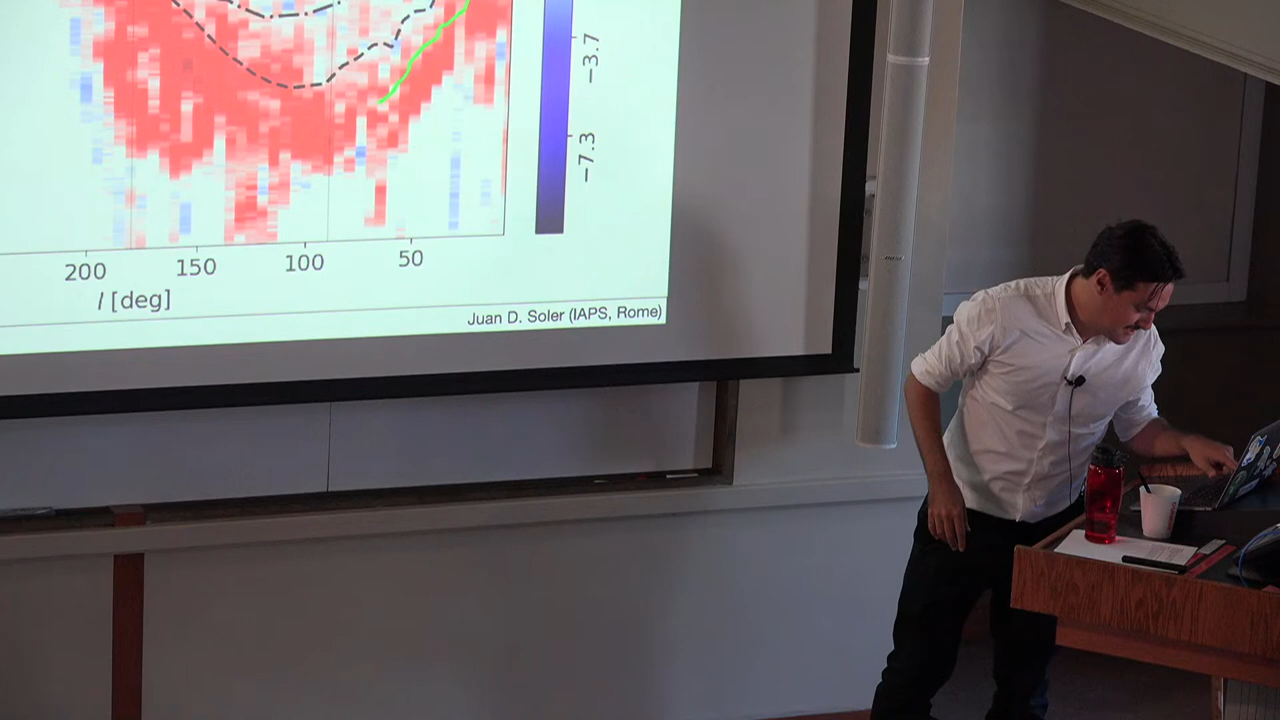 −3.7
−7.3
200 150 100 50
l [deg]
Juan D. Soler (IAPS, Rome)